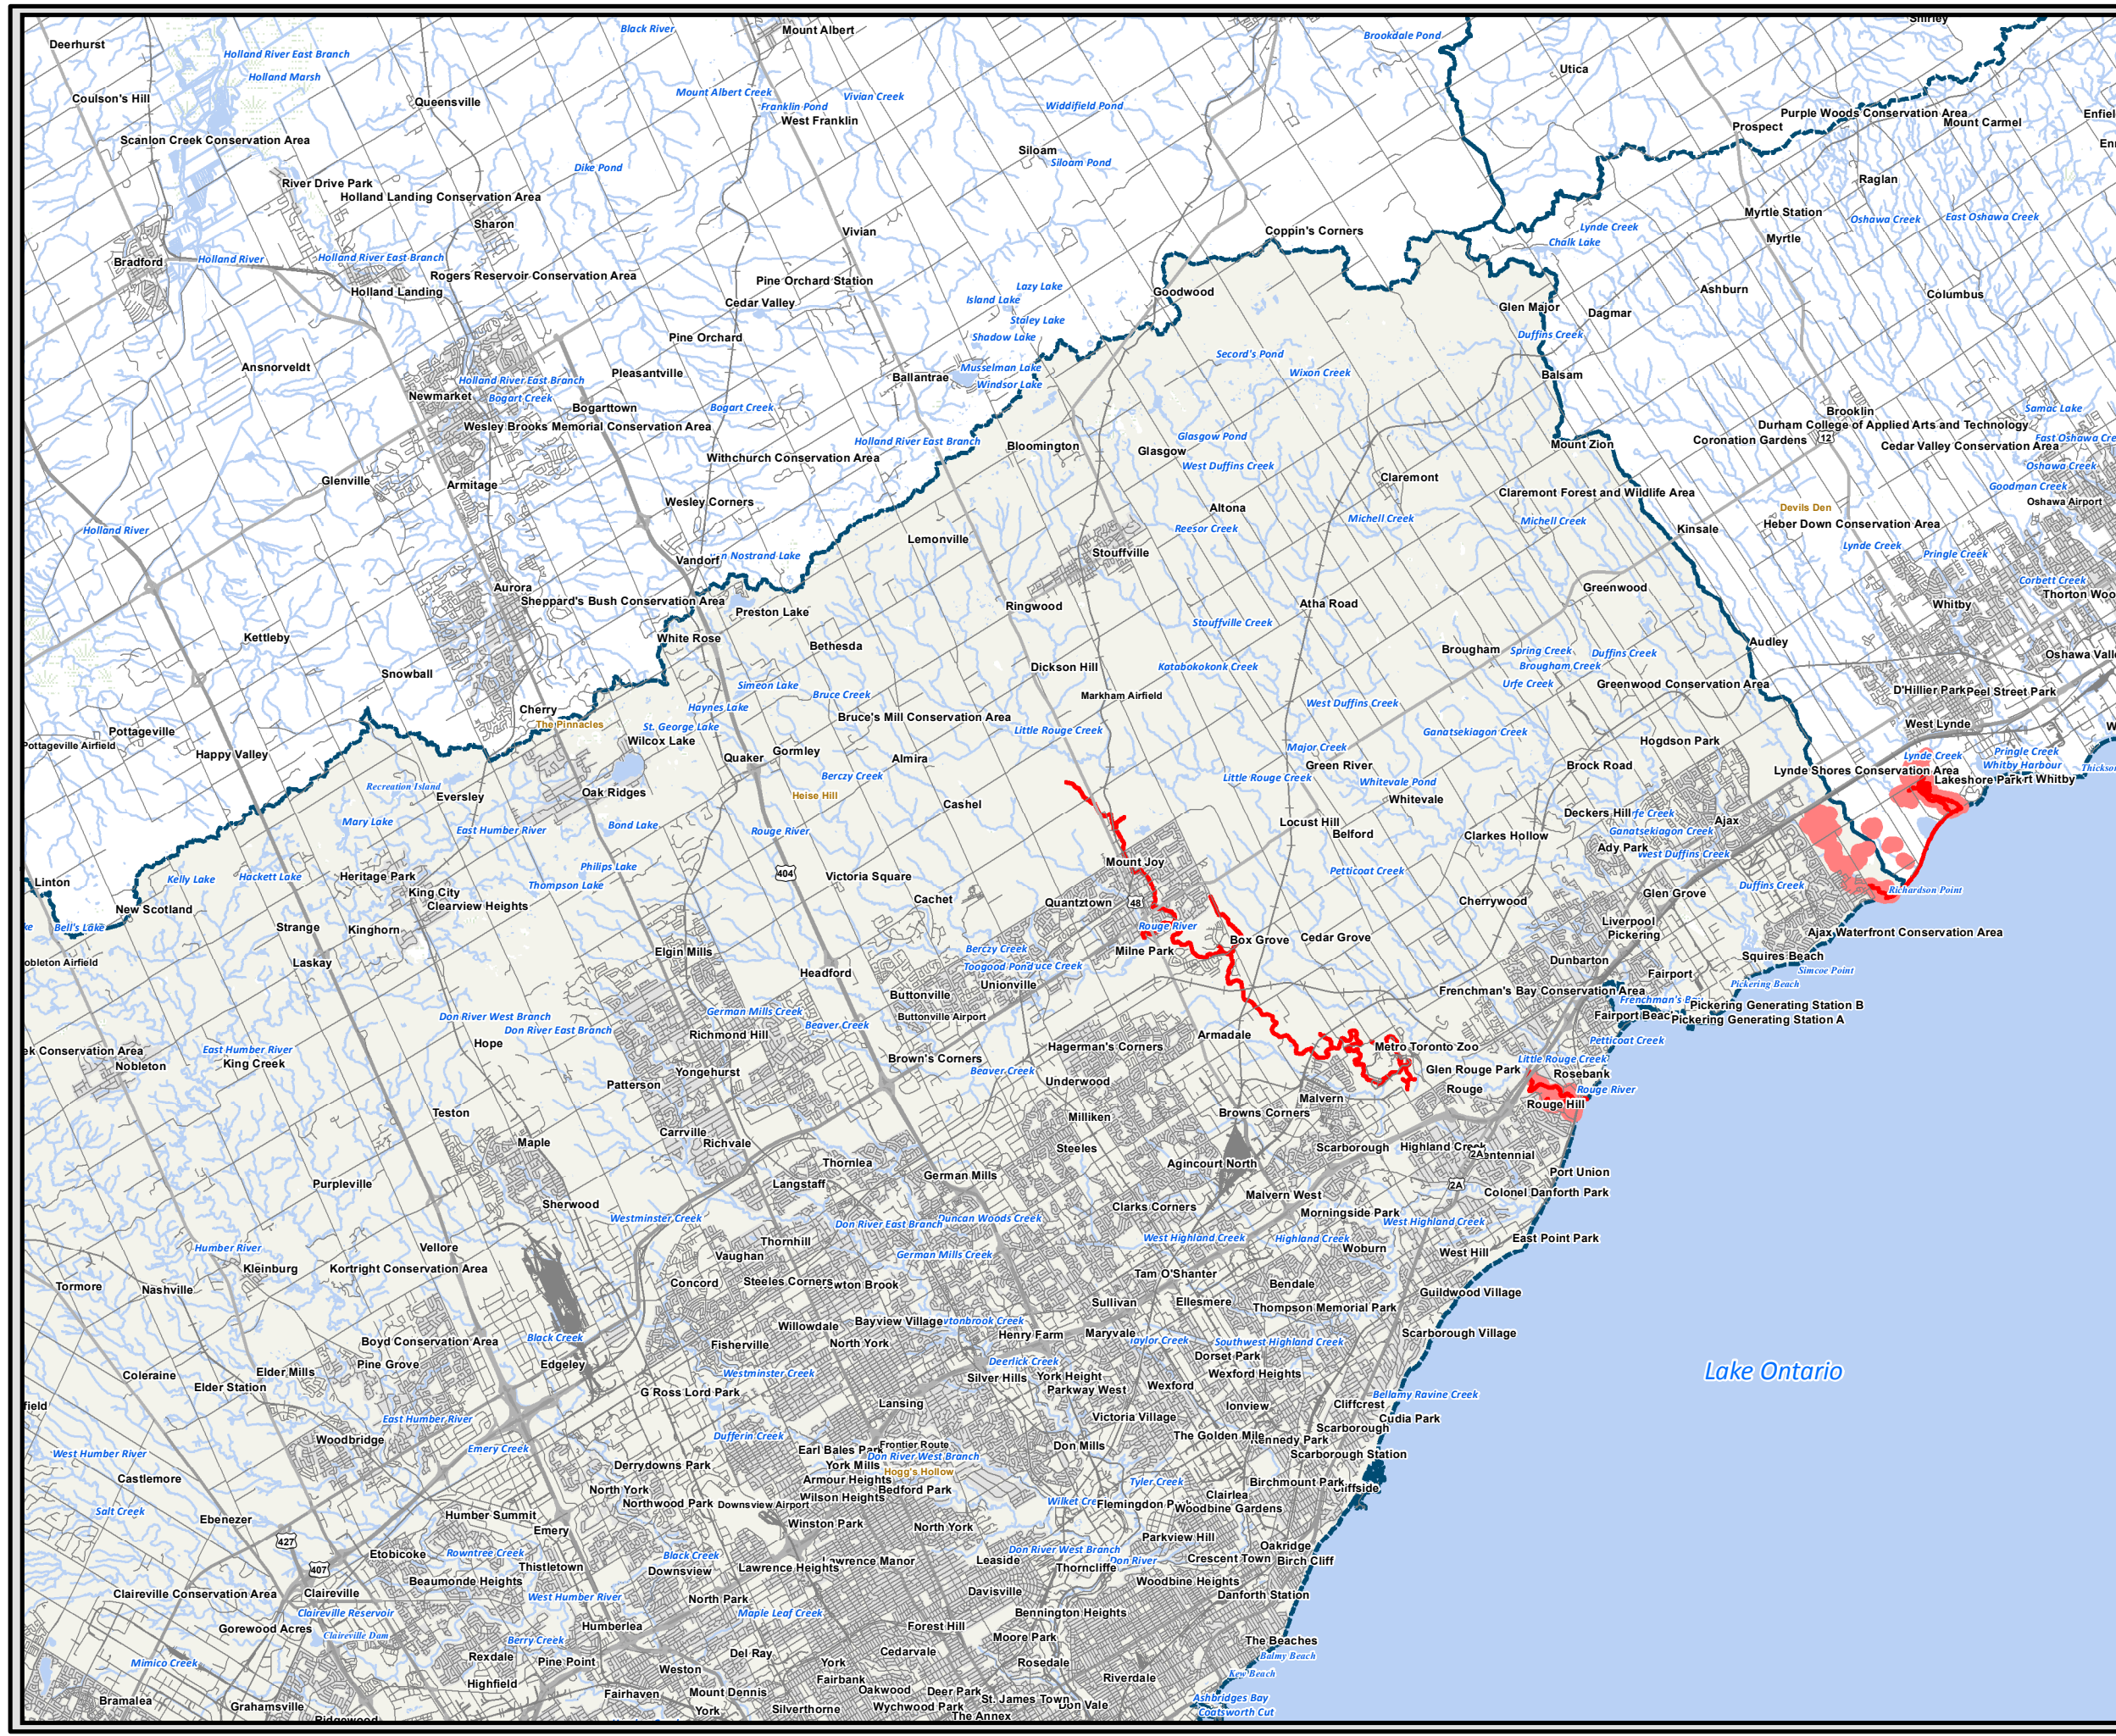 Deerhurst
Holland River East Branch
Black River
Mount Albert
Brookdale Pond
Shirley
Holland Marsh
Utica
Coulson's Hill
Queensville
Mount Albert Creek
Franklin Pond
Vivian Creek
Widdifield Pond
West Franklin
Purple Woods Conservation Area
Mount Carmel
Prospect
Scanlon Creek Conservation Area
Siloam
Siloam Pond
Dike Pond
River Drive Park
Holland Landing Conservation Area
Raglan
Sharon
Vivian
Coppin's Corners
Myrtle Station
Oshawa Creek
East Oshawa Creek
Lynde Creek
Chalk Lake
Myrtle
Bradford
Holland River
Holland River East Branch
Rogers Reservoir Conservation Area
Holland Landing
Pine Orchard Station
Cedar Valley
Lazy Lake
Island Lake
Staley Lake
Shadow Lake
Goodwood
Glen Major
Dagmar
Ashburn
Columbus
Pine Orchard
Duffins Creek
Secord's Pond
Wixon Creek
Ansnorveldt
Pleasantville
Ballantrae
Musselman Lake
Windsor Lake
Balsam
Holland River East Branch
Newmarket
Bogart Creek
Bogarttown
Bogart Creek
Wesley Brooks Memorial Conservation Area
Brooklin
Samac Lake
Durham College of Applied Arts and Technology
Coronation Gardens
12
Cedar Valley Conservation Area
Holland River East Branch
Bloomington
Glasgow Pond
Glasgow
Mount Zion
Withchurch Conservation Area
West Duffins Creek
Oshawa Creek
Glenville
Armitage
Claremont
Claremont Forest and Wildlife Area
Goodman Creek
Oshawa Airport
Wesley Corners
Altona
Devils Den
Holland River
Reesor Creek
Michell Creek
Michell Creek
Kinsale
Heber Down Conservation Area
Lemonville
Stouffville
Lynde Creek
Pringle Creek
Vandorf
Aurora
Sheppard's Bush Conservation Area
Preston Lake
Ringwood
Atha Road
Greenwood
Corbett Creek
Whitby
Kettleby
White Rose
Bethesda
Stouffville Creek
Audley
Snowball
Dickson Hill
Katabokokonk Creek
Brougham
Spring Creek
Duffins Creek
Brougham Creek
Urfe Creek
Greenwood Conservation Area
Simeon Lake
Bruce Creek
Markham Airfield
D'Hillier Park
Peel Street Park
Cherry
The Pinnacles
Haynes Lake
Bruce's Mill Conservation Area
West Duffins Creek
West Lynde
Pottageville
Pottageville Airfield
Happy Valley
St. George Lake
Wilcox Lake
Little Rouge Creek
Ganatsekiagon Creek
Hogdson Park
Quaker
Gormley
Almira
Major Creek
Green River
Brock Road
Lynde Creek
Pringle Creek
Whitby Harbour
Lynde Shores Conservation Area
Lakeshore Park
Recreation Island
Eversley
Oak Ridges
Berczy Creek
Heise Hill
Little Rouge Creek
Whitevale Pond
Whitevale
Cashel
Mary Lake
East Humber River
Bond Lake
Rouge River
Locust Hill
Belford
Clarkes Hollow
Deckers Hill
Ajax
Ganatsekiagon Creek
Ady Park
West Duffins Creek
Linton
Kelly Lake
Hackett Lake
Heritage Park
Philips Lake
Thompson Lake
404
Victoria Square
Mount Joy
Petticoat Creek
Duffins Creek
Richardson Point
King City
Clearview Heights
New Scotland
Bell's Lake
Strange
Kinghorn
Cachet
Quantztown
48
Cherrywood
Glen Grove
Rouge River
Liverpool
Pickering
Ajax Waterfront Conservation Area
Laskay
Elgin Mills
Headford
Berczy Creek
Toogood Pond
Milne Park
Box Grove
Cedar Grove
Dunbarton
Squires Beach
Simcoe Point
Unionville
Fairport
Pickering Beach
Buttonville
Buttonville Airport
Frenchman's Bay Conservation Area
Pickering Generating Station B
Pickering Generating Station A
Don River West Branch
Don River East Branch
German Mills Creek
Beaver Creek
Richmond Hill
Armadale
Petticoat Creek
Nobleton
East Humber River
King Creek
Hope
Brown's Corners
Beaver Creek
Hagerman's Corners
Metro Toronto Zoo
Little Rouge Creek
Glen Rouge Park
Rosebank
Yongehurst
Patterson
Underwood
Malvern
Rouge
Rouge River
Rouge Hill
Teston
Milliken
Browns Corners
Maple
Carrville
Richvale
Steeles
Scarborough
Thornlea
Agincourt North
Port Union
Purpleville
Langstaff
German Mills
Malvern West
2A
Colonel Danforth Park
Sherwood
Clarks Corners
Morningside Park
Westminster Creek
Don River East Branch
Duncan Woods Creek
West Highland Creek
Humber River
Vellore
Thornhill
Vaughan
German Mills Creek
West Highland Creek
Highland Creek
Woburn
West Hill
East Point Park
Kleinburg
Kortright Conservation Area
Tormore
Nashville
Concord
Steeles Corners
Tam O'Shanter
Bendale
Guildwood Village
Sullivan
Ellesmere
Thompson Memorial Park
Willowdale
Bayview Village
Boyd Conservation Area
Black Creek
Fisherville
North York
Henry Farm
Maryvale
Southwest Highland Creek
Scarborough Village
Pine Grove
Edgeley
Elder Mills
Coleraine
Elder Station
Westminster Creek
Deerlick Creek
Silver Hills
York Height
Parkway West
Dorset Park
Wexford
Wexford Heights
Lake Ontario
G Ross Lord Park
Lansing
Bellamy Ravine Creek
Ionview
Cliffcrest
Cudia Park
East Humber River
Woodbridge
Victoria Village
Dufferin Creek
Don Mills
The Golden Mile
Scarborough
Kennedy Park
Scarborough Station
West Humber River
Emery Creek
Earl Bales Park
Frontier Route
Don River West Branch
York Mills
Hogg's Hollow
Castlemore
Derrydowns Park
Armour Heights
Bedford Park
Tyler Creek
Birchmount Park
Cliffside
North York
Northwood Park
Downsview Airport
Wilson Heights
Clairlea
Woodbine Gardens
Salt Creek
Ebenezer
Humber Summit
Winston Park
North York
Emery
Parkview Hill
427
Oakridge
Etobicoke
Rowntree Creek
Black Creek
Downsview
Lawrence Heights
Lawrence Manor
Leaside
Don River West Branch
Don River
Thorncliffe
Crescent Town
Birch Cliff
407
Thistletown
Beaumonde Heights
Claireville Conservation Area
Claireville
West Humber River
North Park
Davisville
Woodbine Heights
Danforth Station
Claireville Reservoir
Gorewood Acres
Claireville Dam
Humberlea
Maple Leaf Creek
Forest Hill
Bennington Heights
Berry Creek
Moore Park
The Beaches
Balmy Beach
Mimico Creek
Rexdale
Pine Point
Del Ray
Weston
York
Cedarvale
Rosedale
Kew Beach
Highfield
Fairbank
Riverdale
Bramalea
Grahamsville
Fairhaven
Mount Dennis
York
Silverthorne
Oakwood
Deer Park
Wychwood Park
St. James Town
Don Vale
The Annex
Ashbridges Bay
Coatsworth Cut